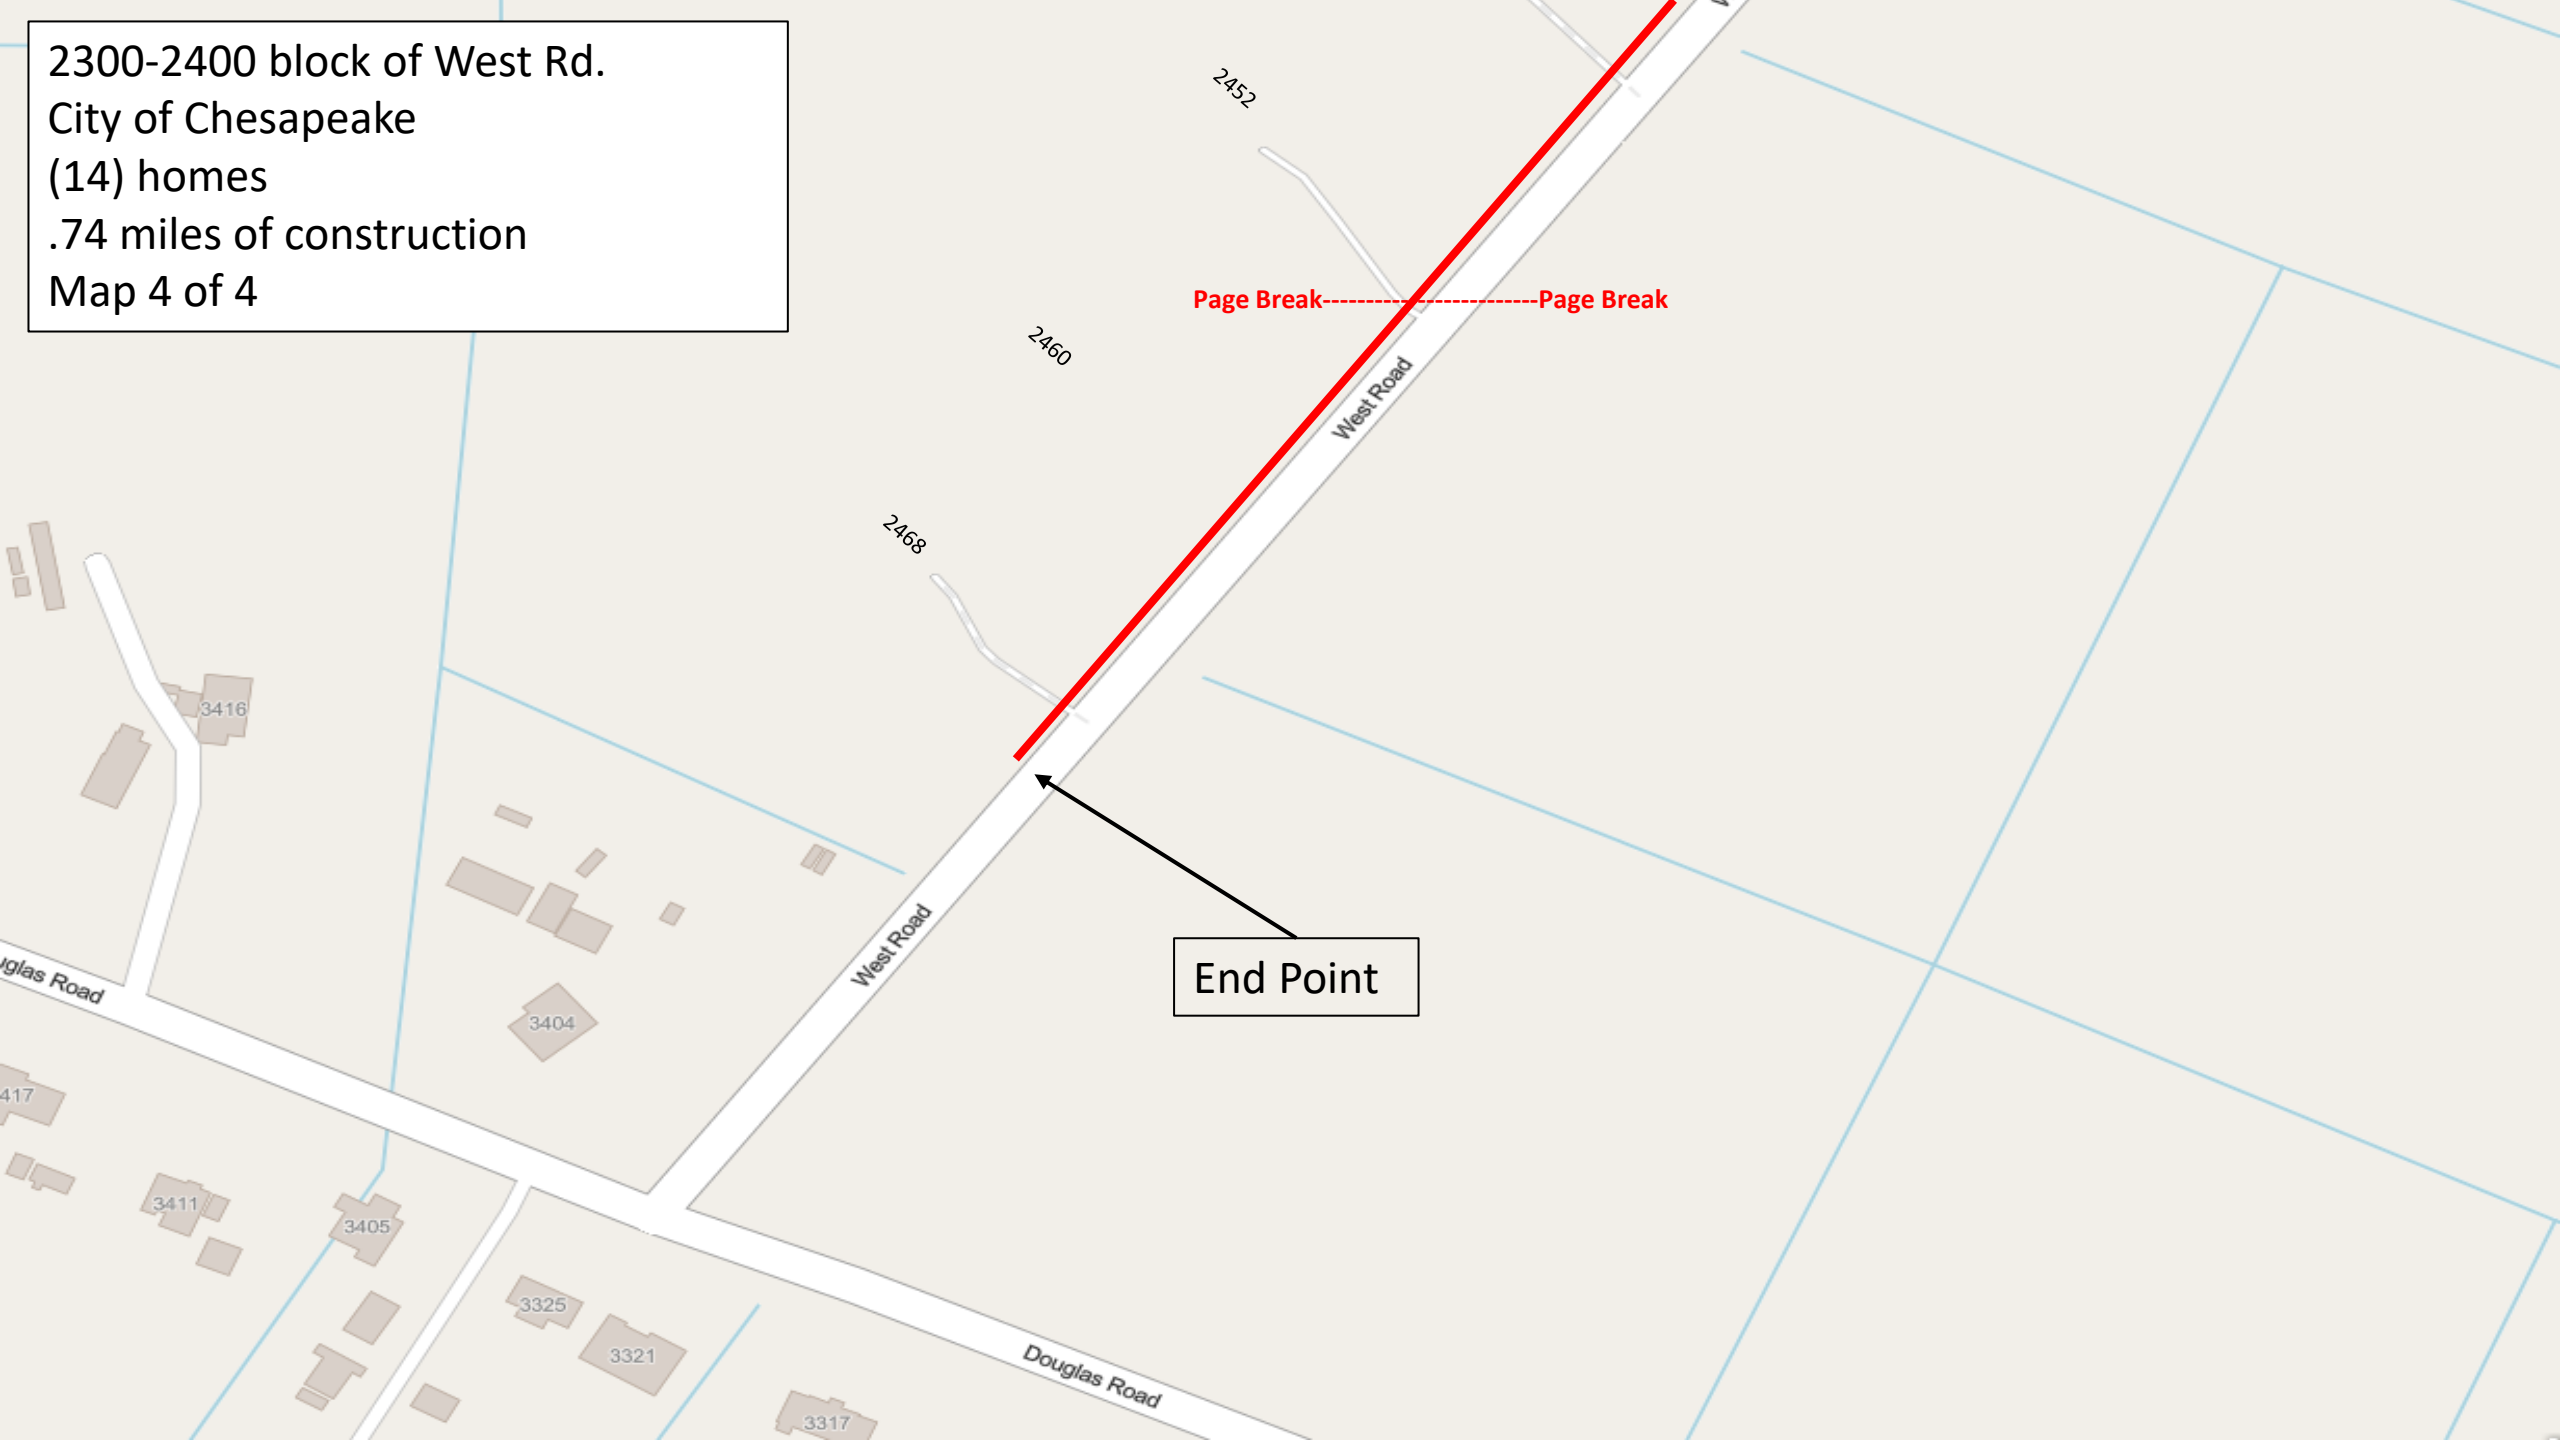 2300-2400 block of West Rd.
City of Chesapeake
(14) homes
.74 miles of construction
Map 4 of 4
2452
Page Break-------------------------Page Break
2460
West Road
2468
3416
End Point
West Road
glas Road
3404
417
3411
3405
3325
3321
Douglas Road
3317